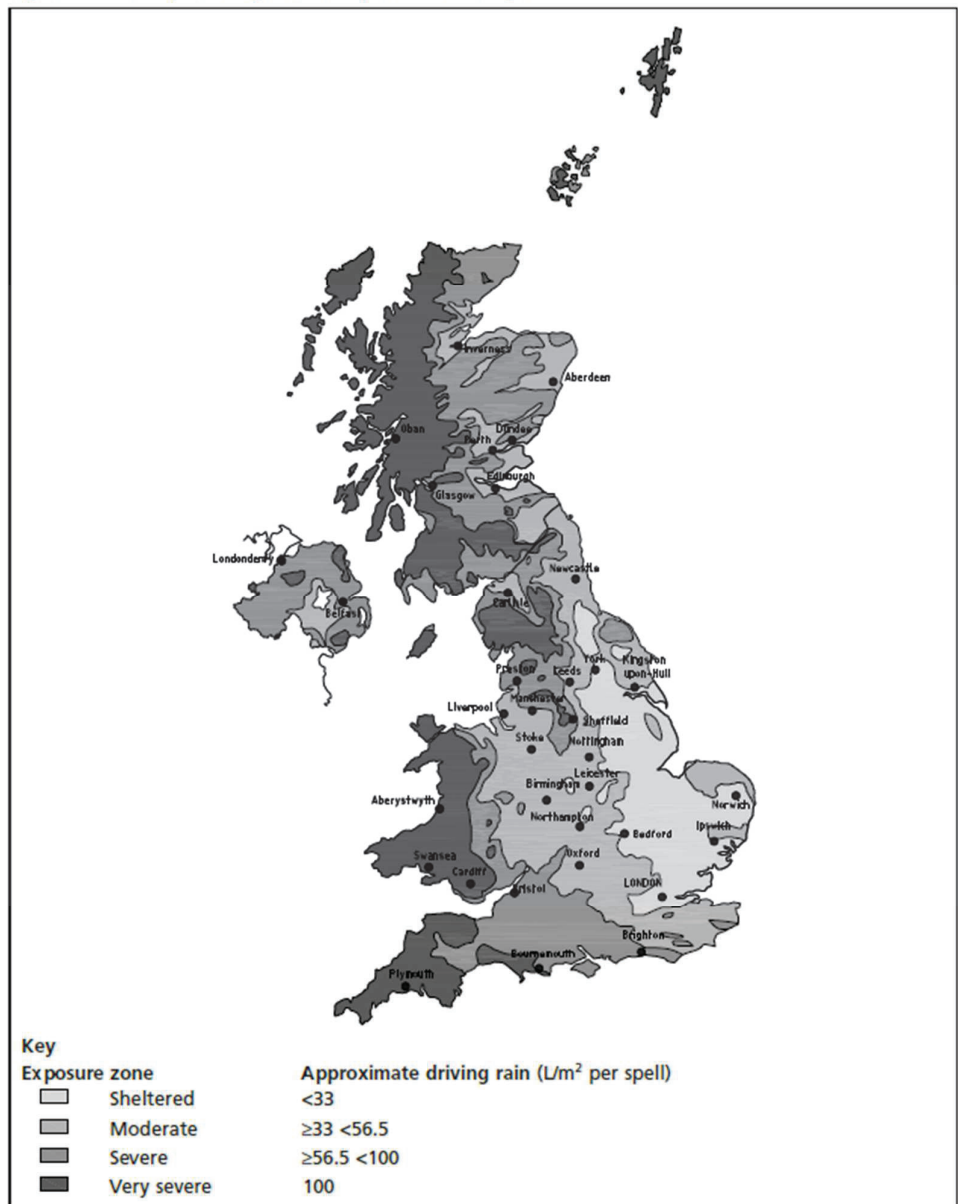 Inverness
Aberdeen
Oban
Dundee
Perth
Edinburgh
Glasgow
Londonderry
Newcastle
Carlisle
Belfast
York
Kingston
upon-Hull
Preston
Leeds
Manchester
Liverpool
Sheffield
Stoke
Nottingham
Leicester
Birmingham
Aberystwyth
Norwich
Northampton
Ipswich
Bedford
Oxford
Swansea
Cardiff
LONDON
Bristol
Brighton
Bournemouth
Plymouth
Key
Exposure zone Approximate driving rain (L/m² per spell)
Sheltered <33
Moderate ≥33 <56.5
Severe ≥56.5 <100
Very severe 100